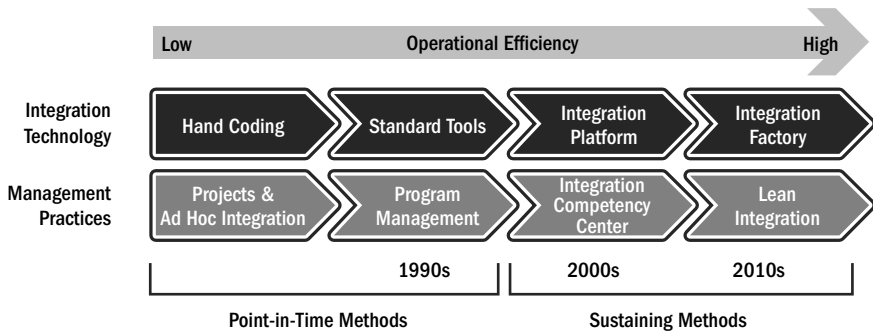 Low Operational Efficiency High
Integration
Technology
Hand Coding
Standard Tools
Integration
Platform
Integration
Factory
Management
Practices
Projects &
Ad Hoc Integration
Program
Management
Integration
Competency
Center
Lean
Integration
1990s 2000s 2010s
Point-in-Time Methods Sustaining Methods